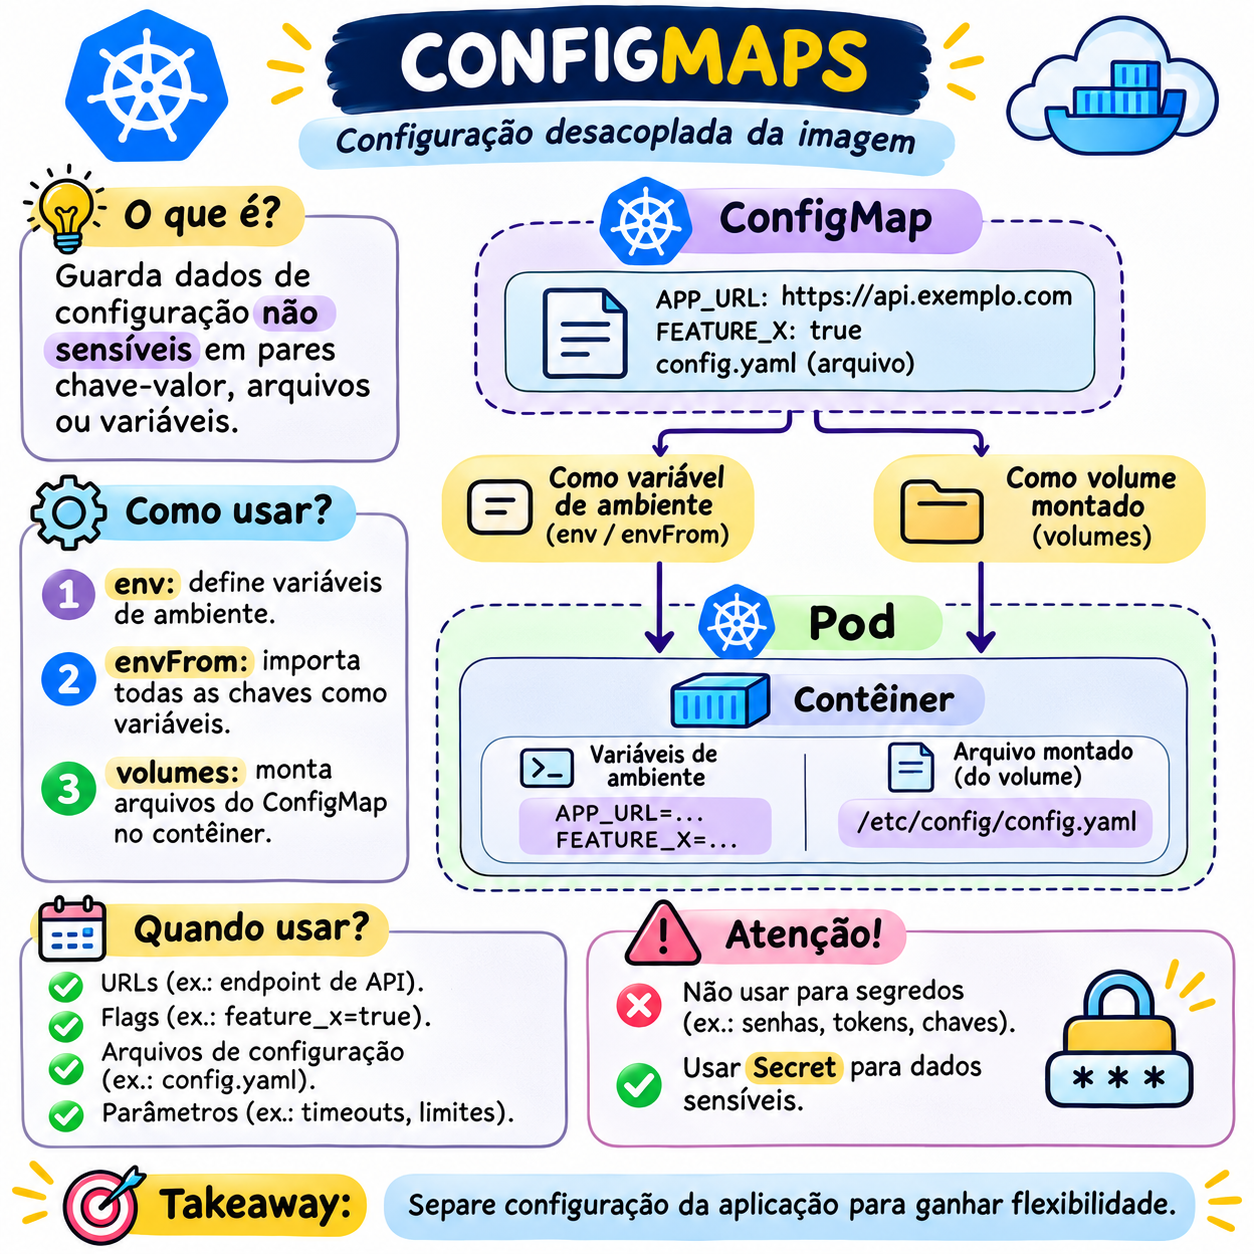 CONFIGMAPS
Configuração desacoplada da imagem
O que é?
Guarda dados de
configuração não
sensíveis em pares
chave-valor, arquivos
ou variáveis.
ConfigMap
APP_URL: https://api.exemplo.com
FEATURE_X: true
config.yaml (arquivo)
Como variável
de ambiente
(env / envFrom)
Como volume
montado
(volumes)
Como usar?
1 env: define variáveis
de ambiente.
2 envFrom: importa
todas as chaves como
variáveis.
3 volumes: monta
arquivos do ConfigMap
no contêiner.
Pod
Contêiner
Variáveis de
ambiente
APP_URL=...
FEATURE_X=...
Arquivo montado
(do volume)
/etc/config/config.yaml
Quando usar?
URLs (ex.: endpoint de API).
Flags (ex.: feature_x=true).
Arquivos de configuração
(ex.: config.yaml).
Parâmetros (ex.: timeouts, limites).
Atenção!
Não usar para segredos
(ex.: senhas, tokens, chaves).
Usar Secret para dados
sensíveis.
* * *
Takeaway:
Separe configuração da aplicação para ganhar flexibilidade.